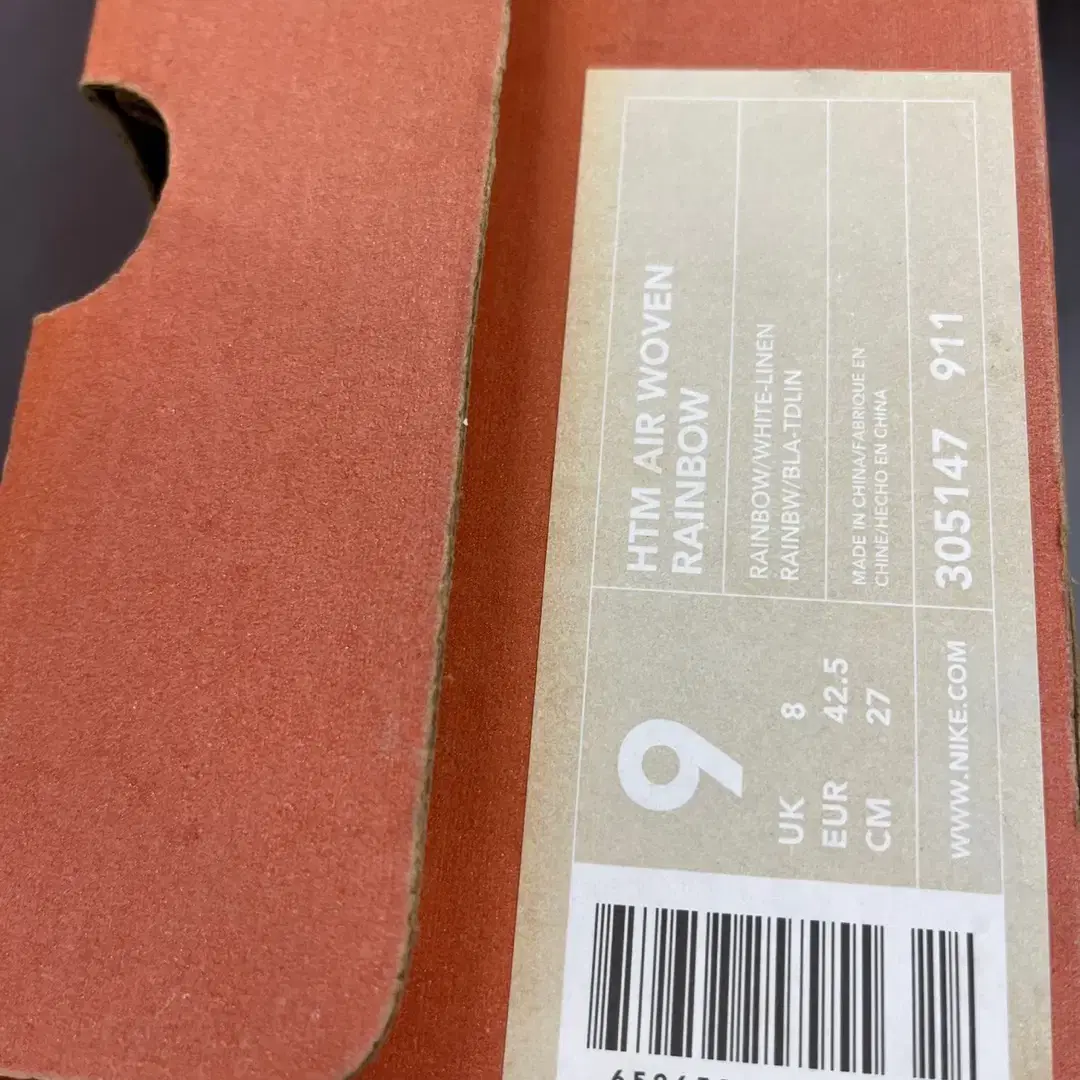 HTM AIR WOVEN
RAINBOW
RAINBOW/WHITE-LINEN
RAINBW/BLA-TDLIN
MADE IN CHINA/FABRIQUE EN
CHINE/HECHO EN CHINA
305147 911
9
UK 8
EUR 42.5
CM 27
WWW.NIKE.COM